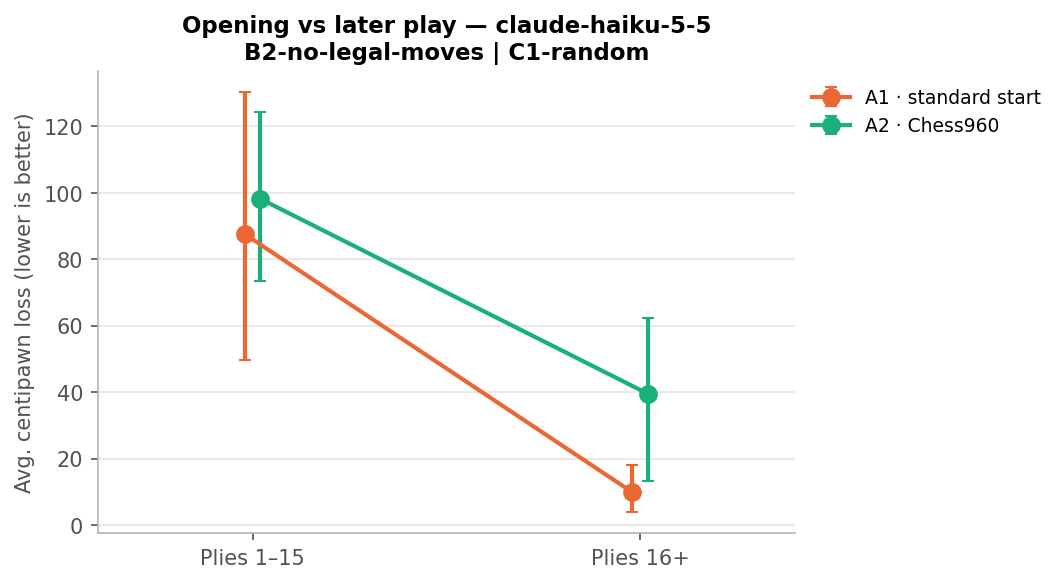 Opening vs later play — claude-haiku-5-5
B2-no-legal-moves | C1-random
A1 · standard start
A2 · Chess960
Avg. centipawn loss (lower is better)
120
100
80
60
40
20
0
Plies 1–15
Plies 16+